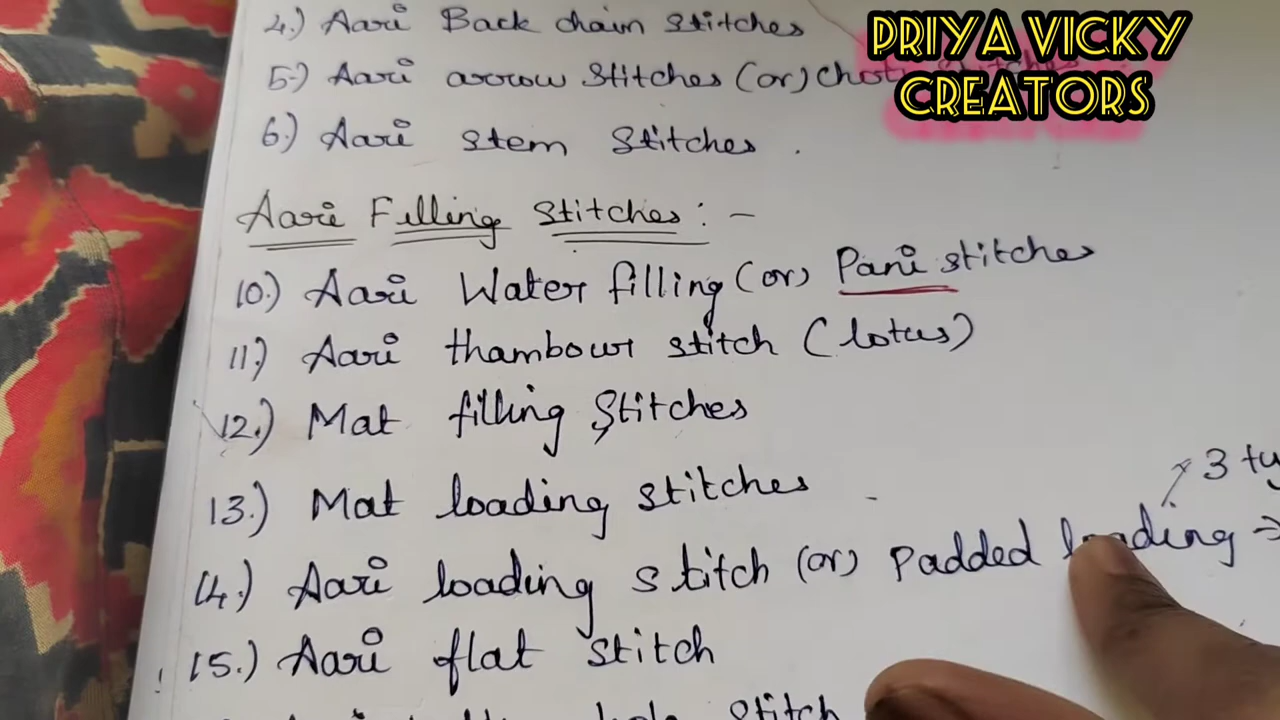 PRIYA VICKY
CREATORS
4.) Aari Back chain stitches
5.) Aari arrow stitches (or)
6.) Aari stem stitches .
Aari Filling stitches : -
10.) Aari Water filling (or) Pani stitches
11.) Aari thambour stitch (lotus)
12.) Mat filling stitches
13.) Mat loading stitches
3
14.) Aari loading stitch (or) padded loading ⇒
15.) Aari flat stitch
stitch